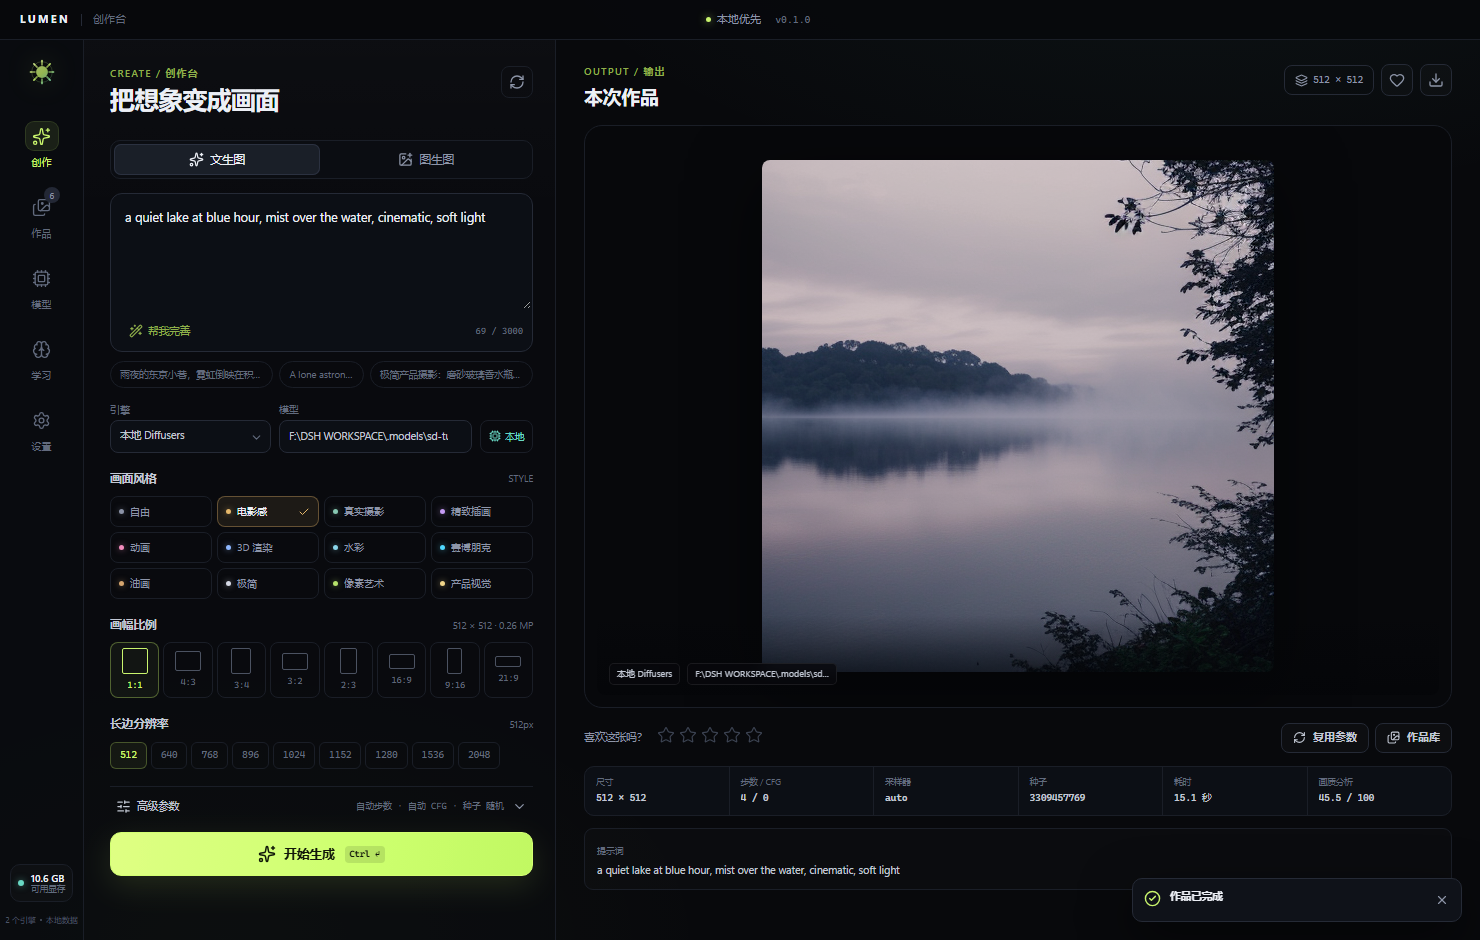 LUMEN 创作台
本地优先 v0.1.0
创作
6
作品
模型
学习
设置
10.6 GB
可用显存
2 个引擎 • 本地数据
CREATE / 创作台
把想象变成画面
文生图 图生图
a quiet lake at blue hour, mist over the water, cinematic, soft light
帮我完善 69 / 3000
雨夜的东京小巷，霓虹倒映在积... A lone astron... 极简产品摄影：磨砂玻璃香水瓶...
引擎 模型
本地 Diffusers F:\DSH WORKSPACE\.models\sd-tu 本地
画面风格 STYLE
自由 电影感 真实摄影 精致插画
动画 3D 渲染 水彩 赛博朋克
油画 极简 像素艺术 产品视觉
画幅比例 512 × 512 · 0.26 MP
1:1 4:3 3:4 3:2 2:3 16:9 9:16 21:9
长边分辨率 512px
512 640 768 896 1024 1152 1280 1536 2048
高级参数 自动步数 · 自动 CFG · 种子 随机
开始生成 Ctrl ⏎
OUTPUT / 输出
本次作品
512 × 512
本地 Diffusers F:\DSH WORKSPACE\.models\sd...
喜欢这张吗？ 复用参数 作品库
尺寸 步数 / CFG 采样器 种子 耗时 画质分析
512 × 512 4 / 0 auto 3309457769 15.1 秒 45.5 / 100
提示词
a quiet lake at blue hour, mist over the water, cinematic, soft light
作品已完成